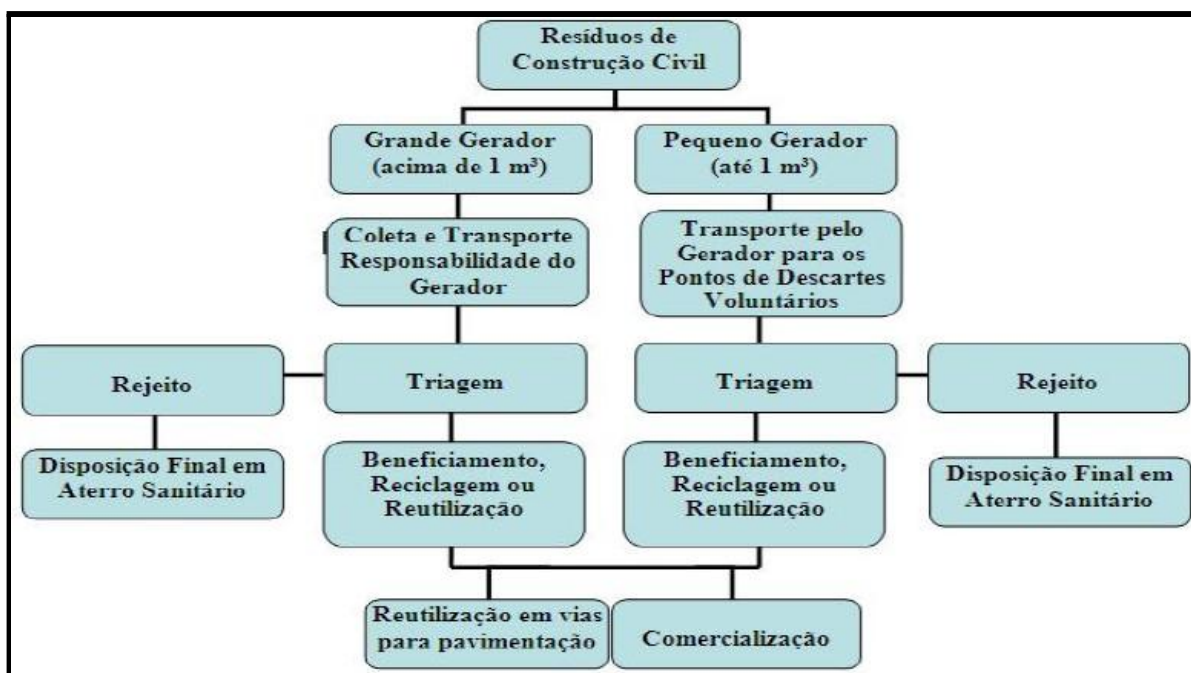 Resíduos de
Construção Civil
Grande Gerador
(acima de 1 m³)
Pequeno Gerador
(até 1 m³)
Coleta e Transporte
Responsabilidade do
Gerador
Transporte pelo
Gerador para os
Pontos de Descartes
Voluntários
Rejeito
Triagem
Triagem
Rejeito
Disposição Final em
Aterro Sanitário
Beneficiamento,
Reciclagem ou
Reutilização
Beneficiamento,
Reciclagem ou
Reutilização
Disposição Final em
Aterro Sanitário
Reutilização em vias
para pavimentação
Comercialização